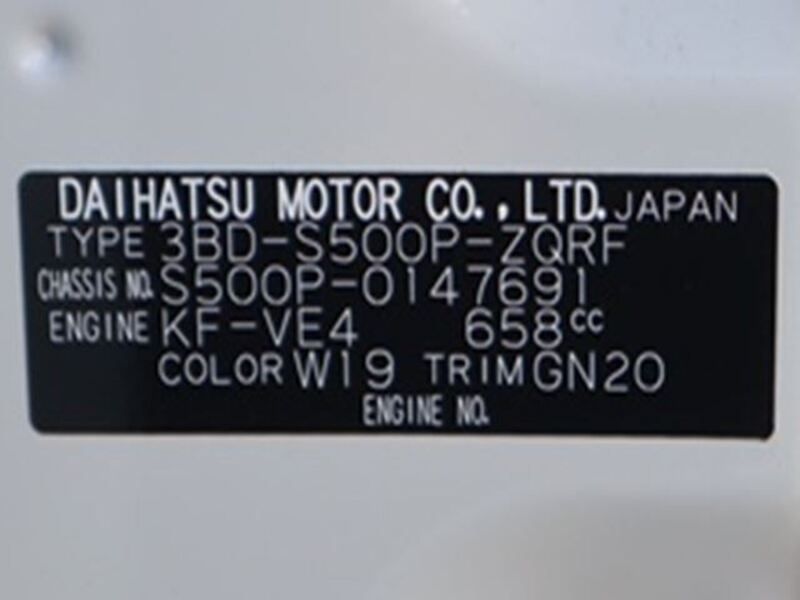 DAIHATSU MOTOR CO., LTD. JAPAN
TYPE 3BD-S500P-ZQRF
CHASSIS NO. S500P-0147691
ENGINE KF-VE4 658cc
COLOR W19 TRIM GN20
ENGINE NO.